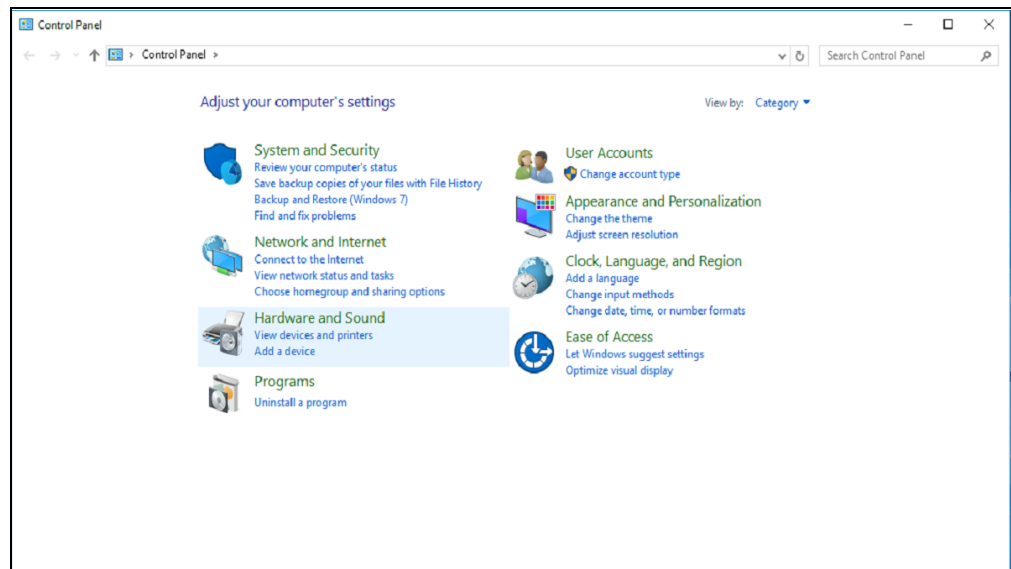 Control Panel
Control Panel
Search Control Panel
Adjust your computer's settings
View by: Category
System and Security
Review your computer's status
Save backup copies of your files with File History
Backup and Restore (Windows 7)
Find and fix problems
Network and Internet
Connect to the Internet
View network status and tasks
Choose homegroup and sharing options
Hardware and Sound
View devices and printers
Add a device
Programs
Uninstall a program
User Accounts
Change account type
Appearance and Personalization
Change the theme
Adjust screen resolution
Clock, Language, and Region
Add a language
Change input methods
Change date, time, or number formats
Ease of Access
Let Windows suggest settings
Optimize visual display